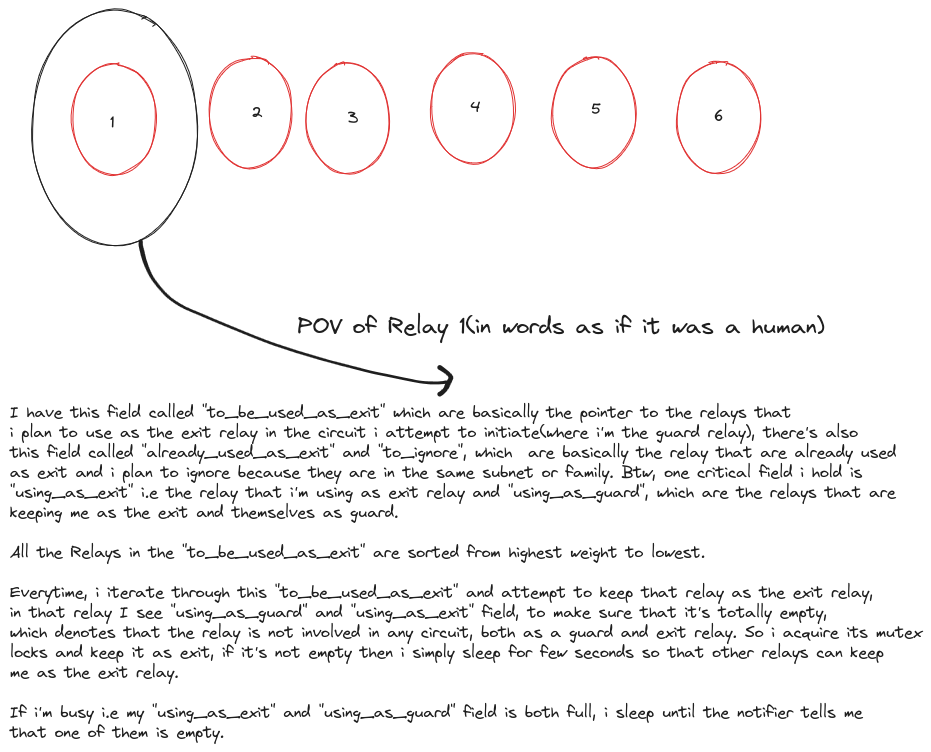 1 2 3 4 5 6
POV of Relay 1(in words as if it was a human)
I have this field called "to_be_used_as_exit" which are basically the pointer to the relays that
i plan to use as the exit relay in the circuit i attempt to initiate(where i'm the guard relay), there's also
this field called "already_used_as_exit" and "to_ignore", which are basically the relay that are already used
as exit and i plan to ignore because they are in the same subnet or family. Btw, one critical field i hold is
"using_as_exit" i.e the relay that i'm using as exit relay and "using_as_guard", which are the relays that are
keeping me as the exit and themselves as guard.
All the Relays in the "to_be_used_as_exit" are sorted from highest weight to lowest.
Everytime, i iterate through this "to_be_used_as_exit" and attempt to keep that relay as the exit relay,
in that relay I see "using_as_guard" and "using_as_exit" field, to make sure that it's totally empty,
which denotes that the relay is not involved in any circuit, both as a guard and exit relay. So i acquire its mutex
locks and keep it as exit, if it's not empty then i simply sleep for few seconds so that other relays can keep
me as the exit relay.
If i'm busy i.e my "using_as_exit" and "using_as_guard" field is both full, i sleep until the notifier tells me
that one of them is empty.